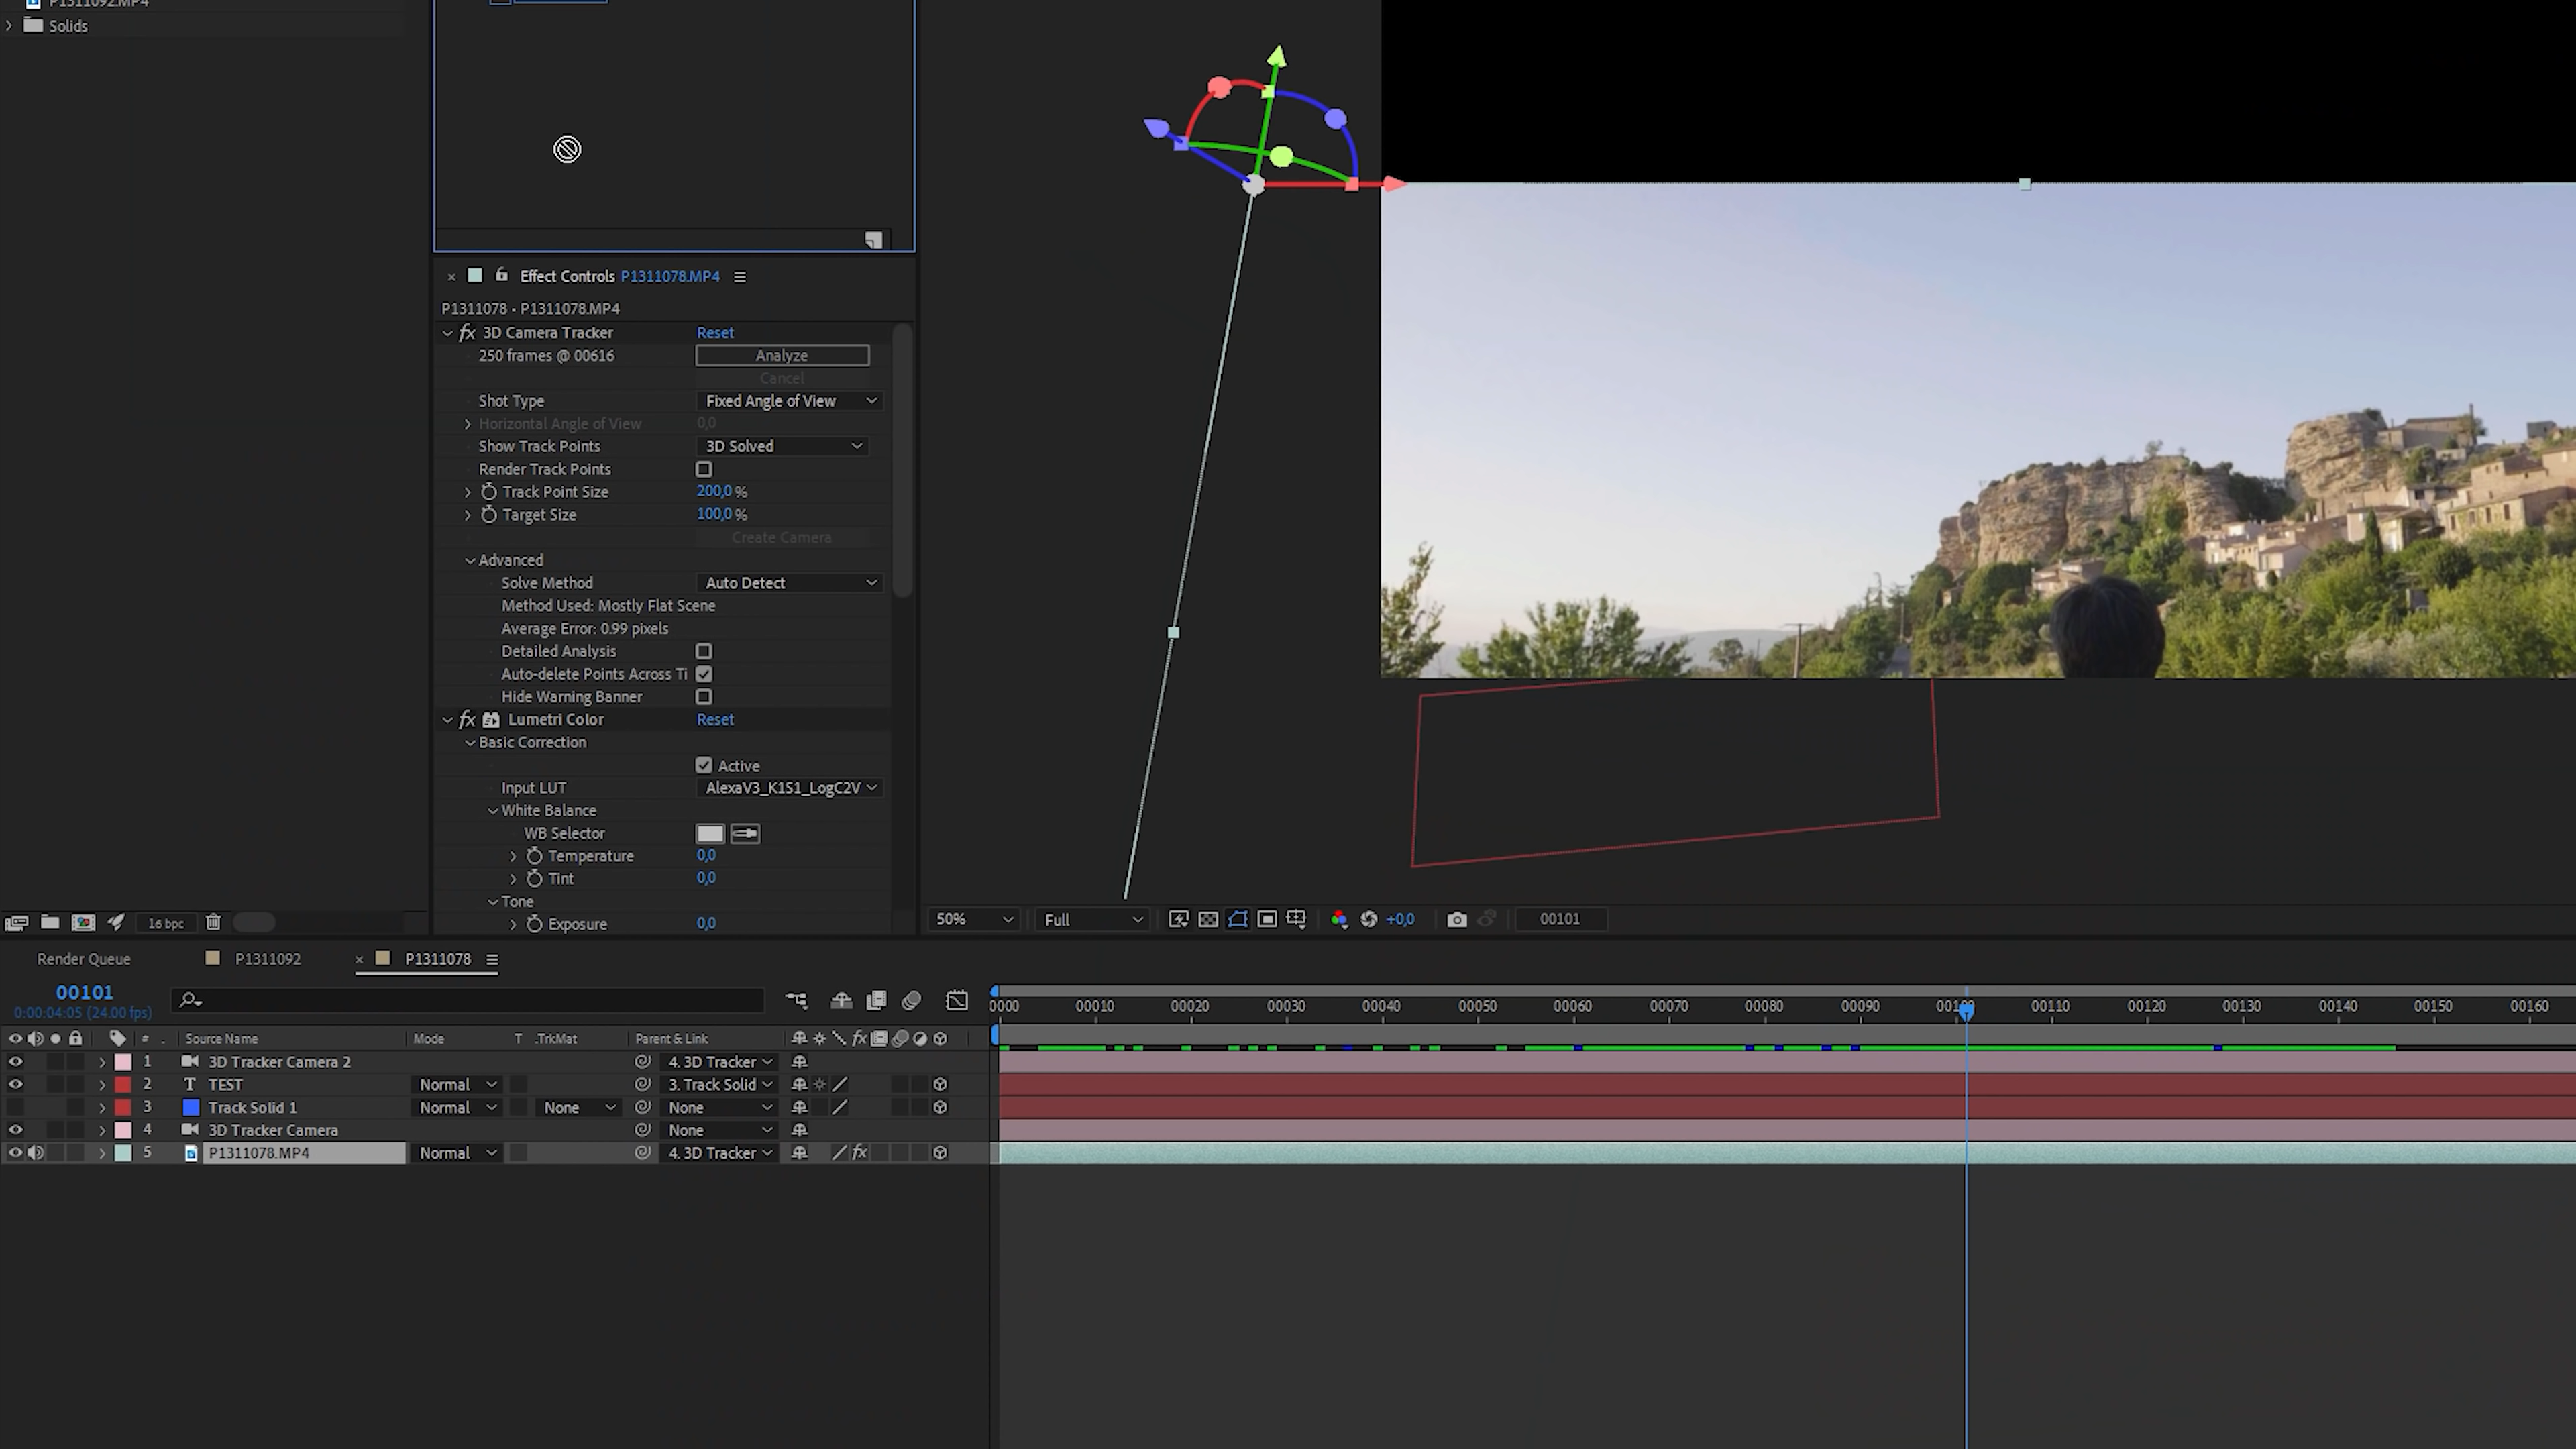 P1311092.MP4
Solids
Effect Controls P1311078.MP4
P1311078 • P1311078.MP4
3D Camera Tracker Reset
250 frames @ 00616 Analyze
Cancel
Shot Type Fixed Angle of View
Horizontal Angle of View 0,0
Show Track Points 3D Solved
Render Track Points
Track Point Size 200,0 %
Target Size 100,0 %
Create Camera
Advanced
Solve Method Auto Detect
Method Used: Mostly Flat Scene
Average Error: 0.99 pixels
Detailed Analysis
Auto-delete Points Across Ti
Hide Warning Banner
fx Lumetri Color Reset
Basic Correction
Active
Input LUT AlexaV3_K1S1_LogC2V
White Balance
WB Selector
Temperature 0,0
Tint 0,0
Tone
Exposure 0,0
16 bpc
50% Full +0,0 00101
Render Queue P1311092 P1311078
00101
0:00:04:05 (24.00 fps)
0000 00010 00020 00030 00040 00050 00060 00070 00080 00090 00100 00110 00120 00130 00140 00150 00160
# Source Name Mode T .TrkMat Parent & Link fx
1 3D Tracker Camera 2 4. 3D Tracker
2 T TEST Normal 3. Track Solid
3 Track Solid 1 Normal None None
4 3D Tracker Camera None
5 P1311078.MP4 Normal 4. 3D Tracker fx